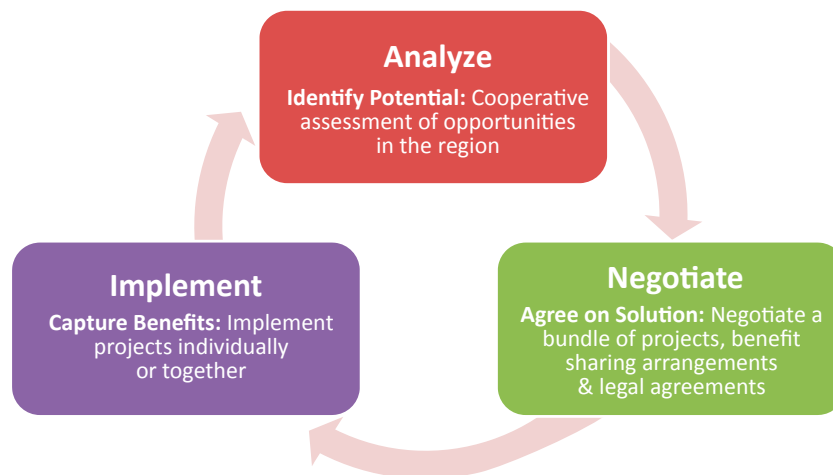 Analyze
Identify Potential: Cooperative
assessment of opportunities
in the region
Implement
Capture Benefits: Implement
projects individually
or together
Negotiate
Agree on Solution: Negotiate a
bundle of projects, benefit
sharing arrangements
& legal agreements